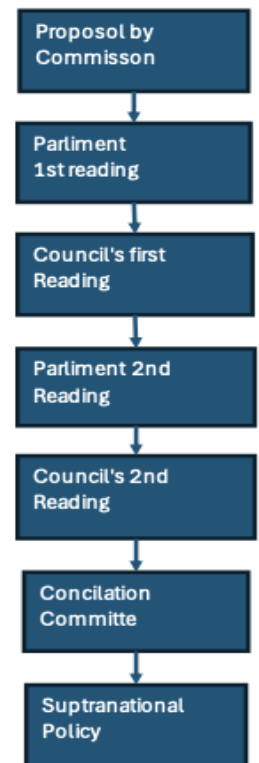 Proposol by
Commisson
Parliment
1st reading
Council's first
Reading
Parliment 2nd
Reading
Council's 2nd
Reading
Concilation
Committe
Suptranational
Policy